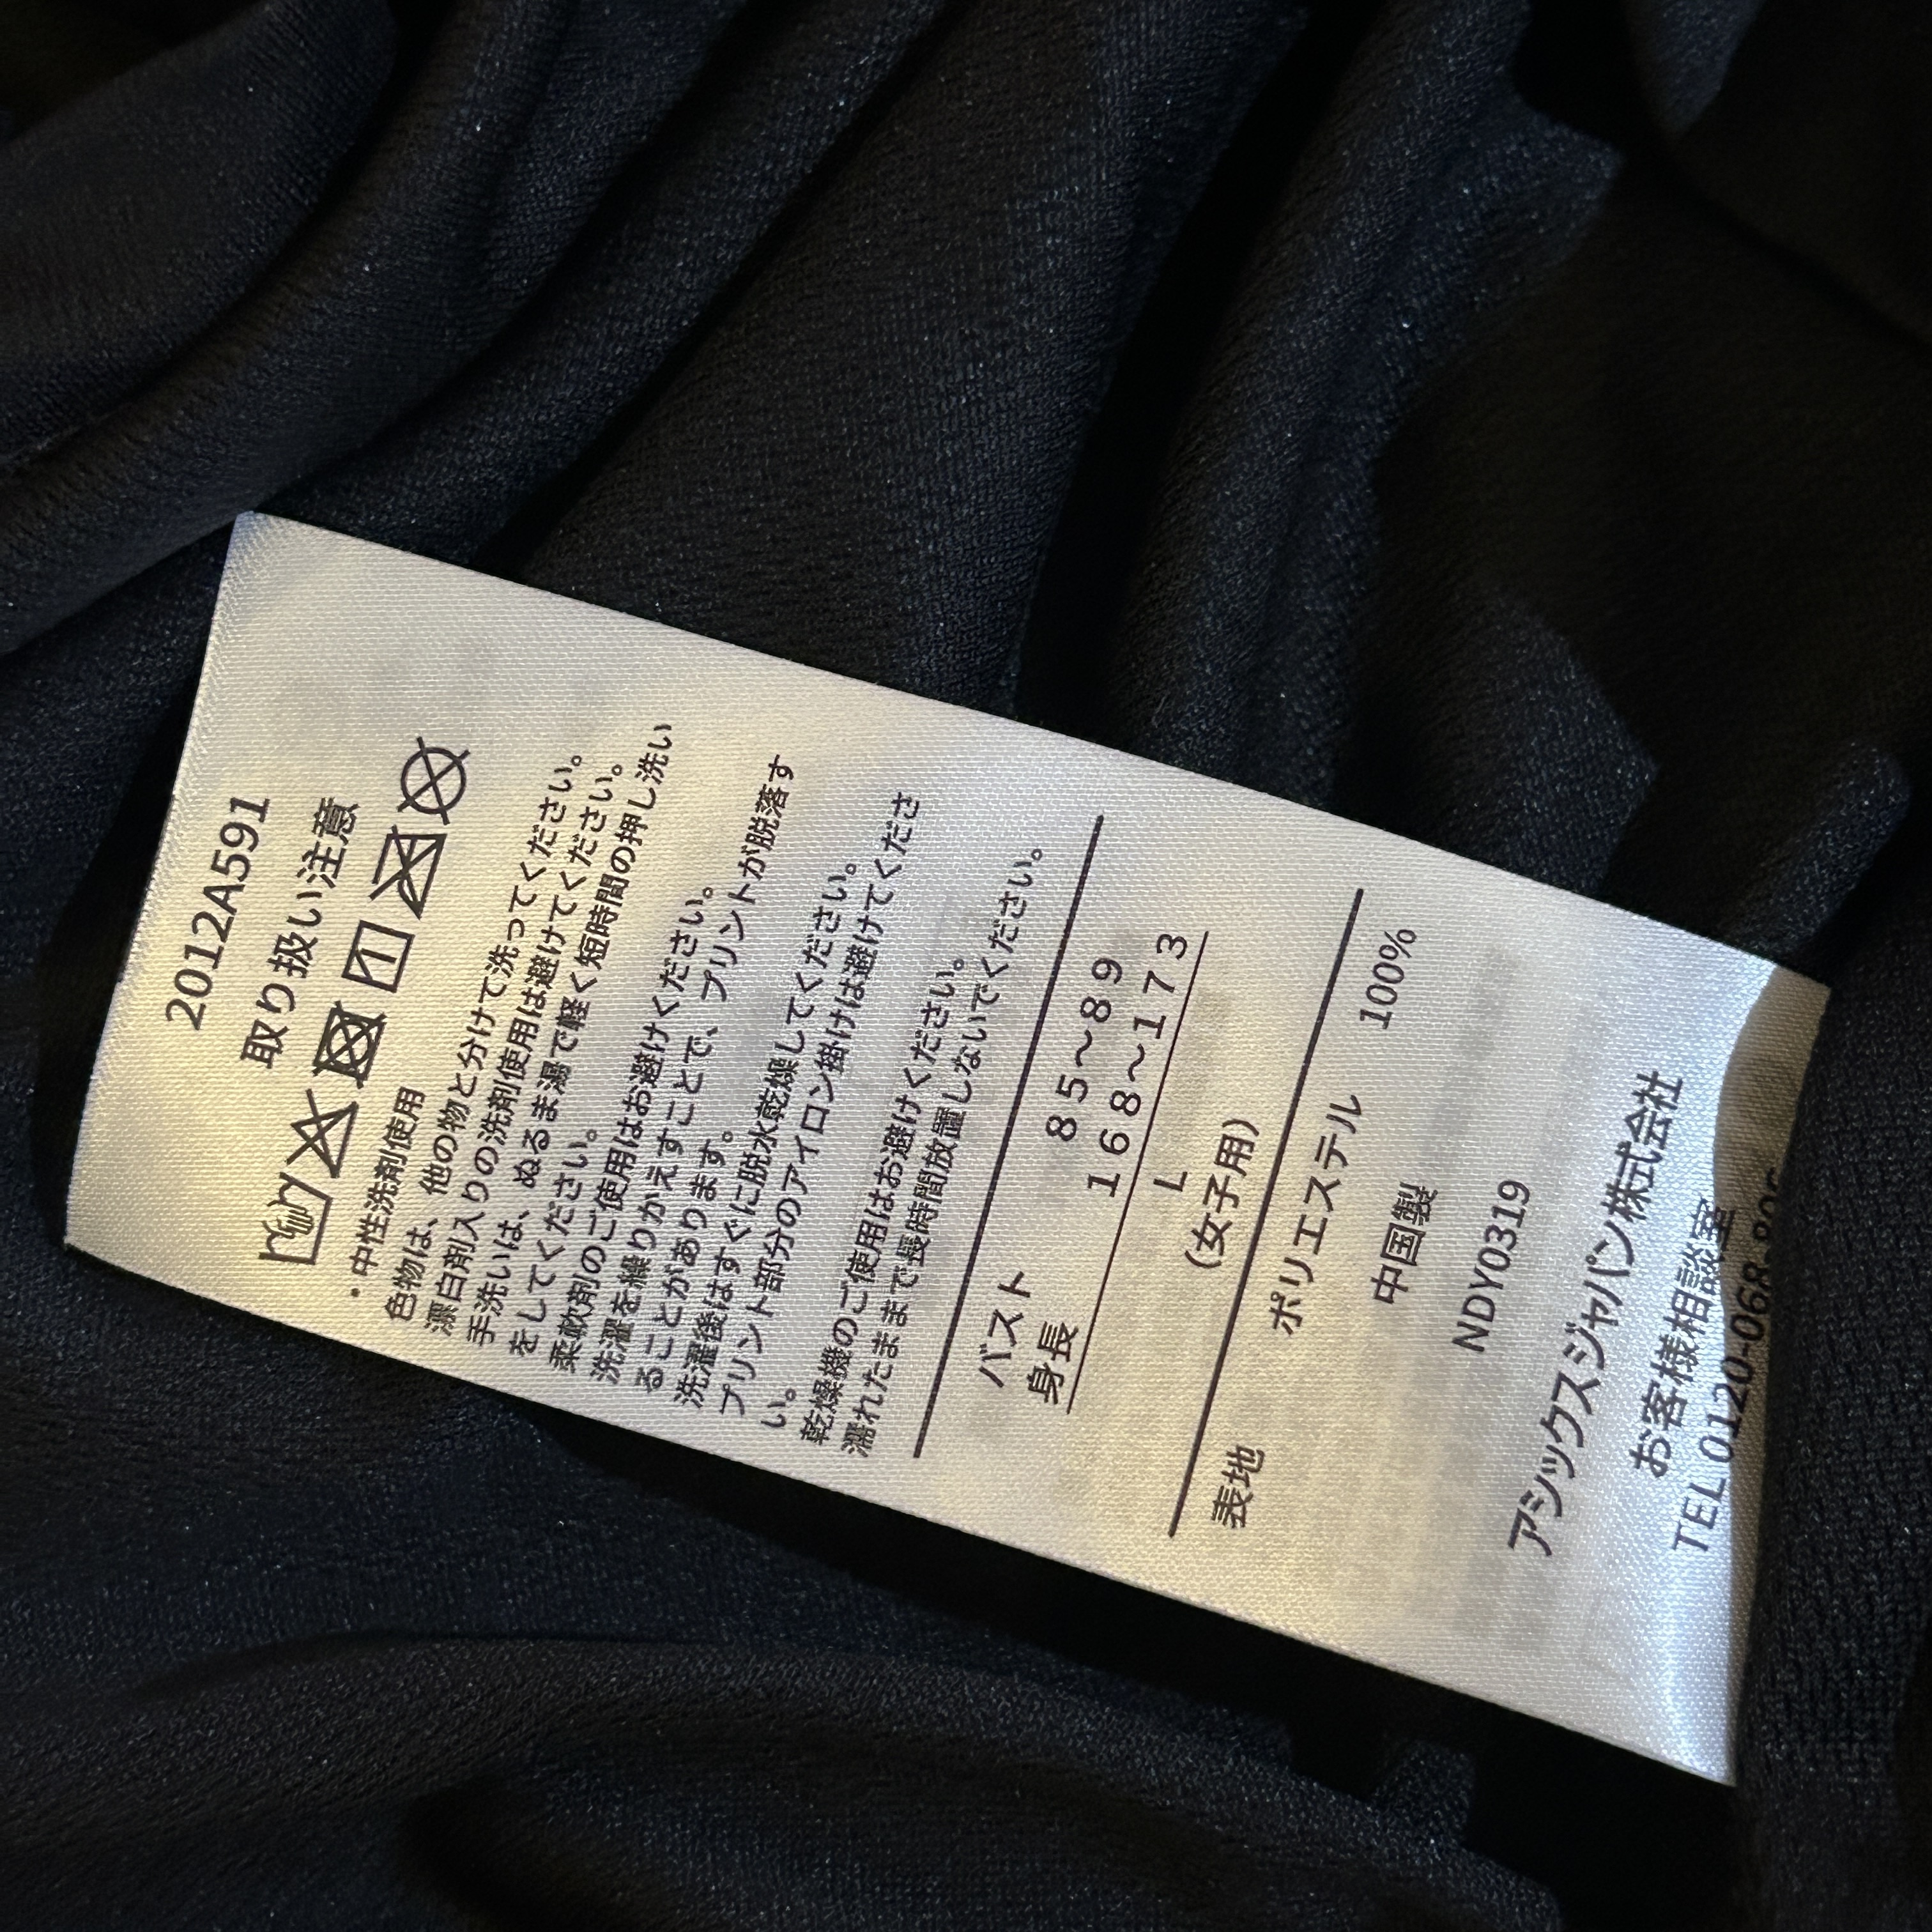 2012A591
取り扱い注意
・中性洗剤使用
色物は、他の物と分けて洗ってください。
漂白剤入りの洗剤使用は避けてください。
手洗いは、ぬるま湯で軽く短時間の押し洗い
をしてください。
柔軟剤のご使用はお避けください。
洗濯を繰りかえすことで、プリントが脱落す
ることがあります。
洗濯後はすぐに脱水乾燥してください。
プリント部分のアイロン掛けは避けてくださ
い。
乾燥機のご使用はお避けください。
濡れたままで長時間放置しないでください。
バスト 85～89
身長 168～173
L
（女子用）
表地 ポリエステル 100%
中国製
NDY0319
アシックスジャパン株式会社
お客様相談室
TEL 0120-068-80